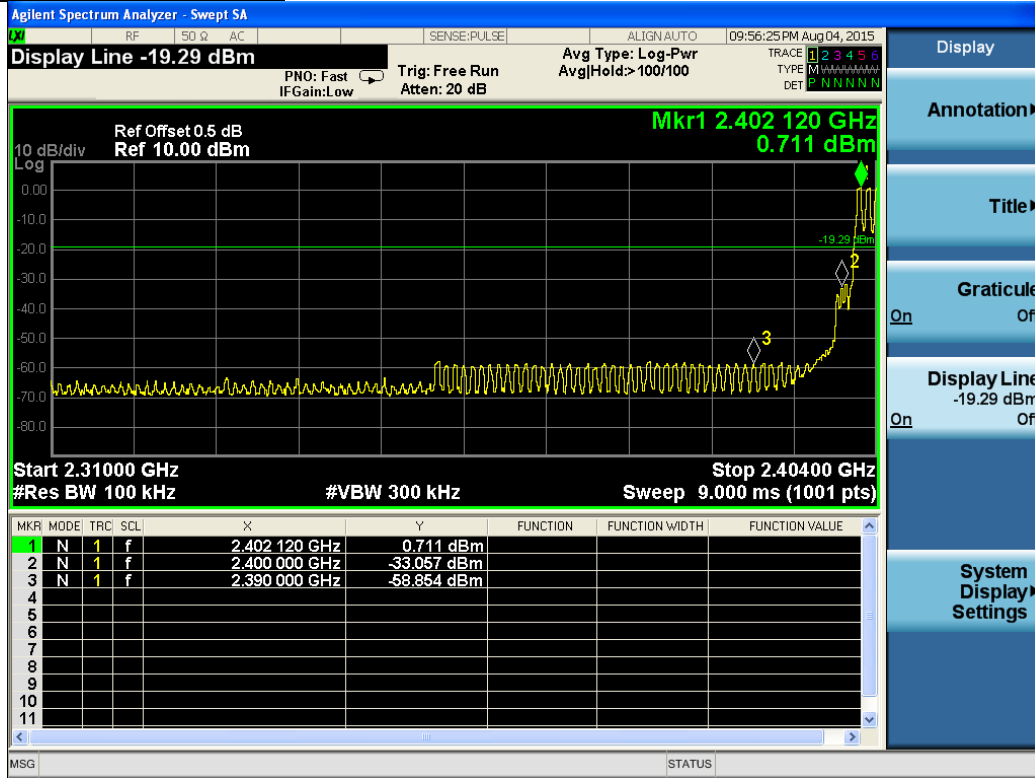 Agilent Spectrum Analyzer - Swept SA
LXI RF 50 Ω AC SENSE:PULSE ALIGN AUTO 09:56:25 PM Aug 04, 2015
Display Line -19.29 dBm
PNO: Fast
IFGain:Low
Trig: Free Run
Atten: 20 dB
Avg Type: Log-Pwr
Avg|Hold:>100/100
TRACE 1 2 3 4 5 6
TYPE M
DET P N N N N N
Ref Offset 0.5 dB
10 dB/div Ref 10.00 dBm
Log
Mkr1 2.402 120 GHz
0.711 dBm
0.00
-10.0
-19.29 dBm
-20.0
2
-30.0
-40.0
-50.0
3
-60.0
-70.0
-80.0
Start 2.31000 GHz Stop 2.40400 GHz
#Res BW 100 kHz #VBW 300 kHz Sweep 9.000 ms (1001 pts)
MKR MODE TRC SCL X Y FUNCTION FUNCTION WIDTH FUNCTION VALUE
1 N 1 f 2.402 120 GHz 0.711 dBm
2 N 1 f 2.400 000 GHz -33.057 dBm
3 N 1 f 2.390 000 GHz -58.854 dBm
4
5
6
7
8
9
10
11
MSG STATUS
Display
Annotation
Title
Graticule
On Off
Display Line
-19.29 dBm
On Off
System
Display
Settings